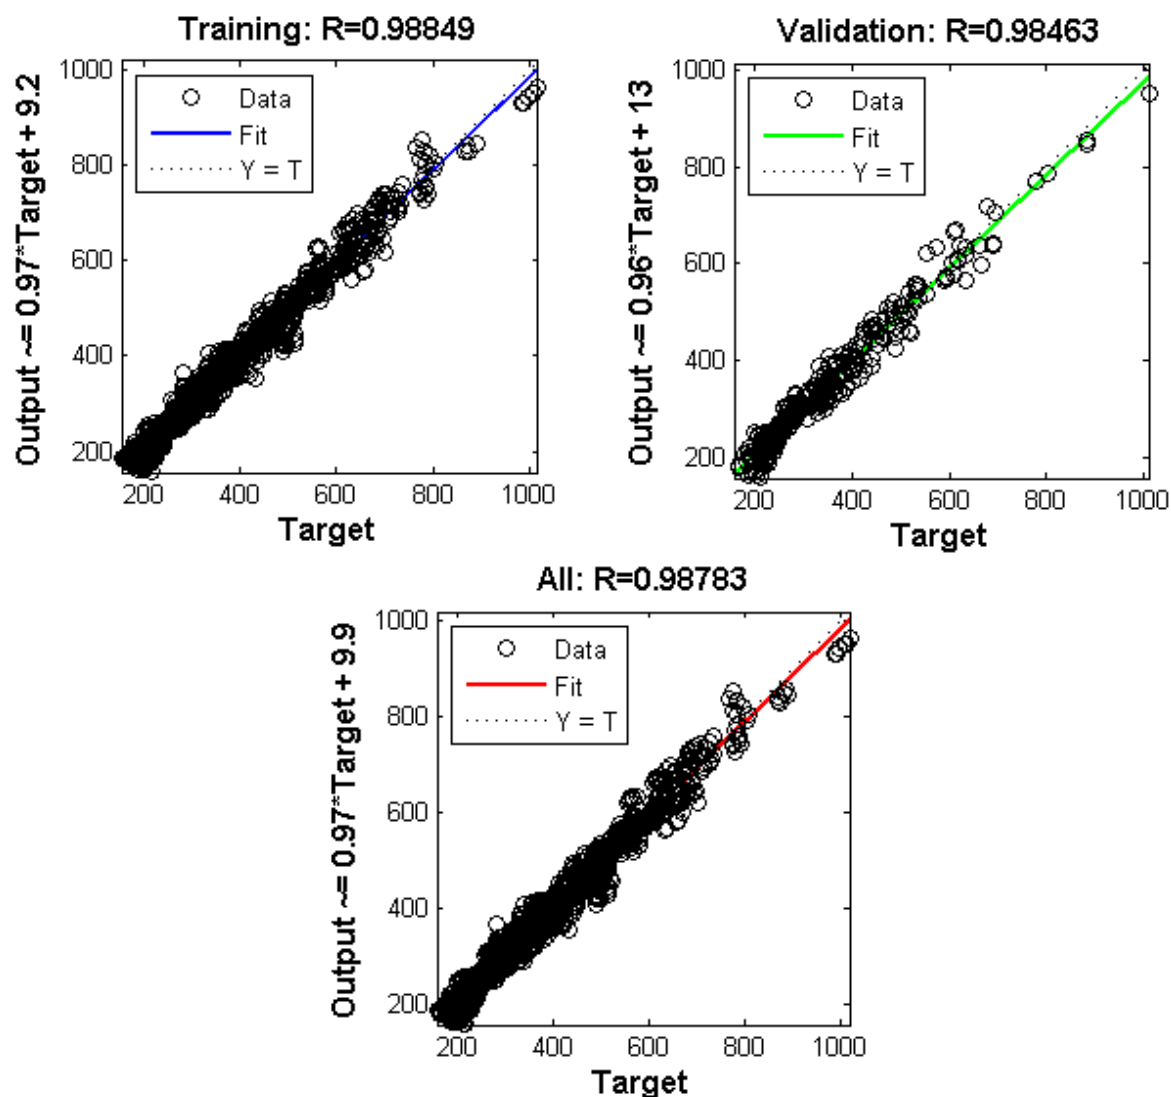 Training: R=0.98849
Output ~= 0.97*Target + 9.2
1000
800
600
400
200
Data
Fit
Y = T
200 400 600 800 1000
Target
Validation: R=0.98463
Output ~= 0.96*Target + 13
1000
800
600
400
200
Data
Fit
Y = T
200 400 600 800 1000
Target
All: R=0.98783
Output ~= 0.97*Target + 9.9
1000
800
600
400
200
Data
Fit
Y = T
200 400 600 800 1000
Target